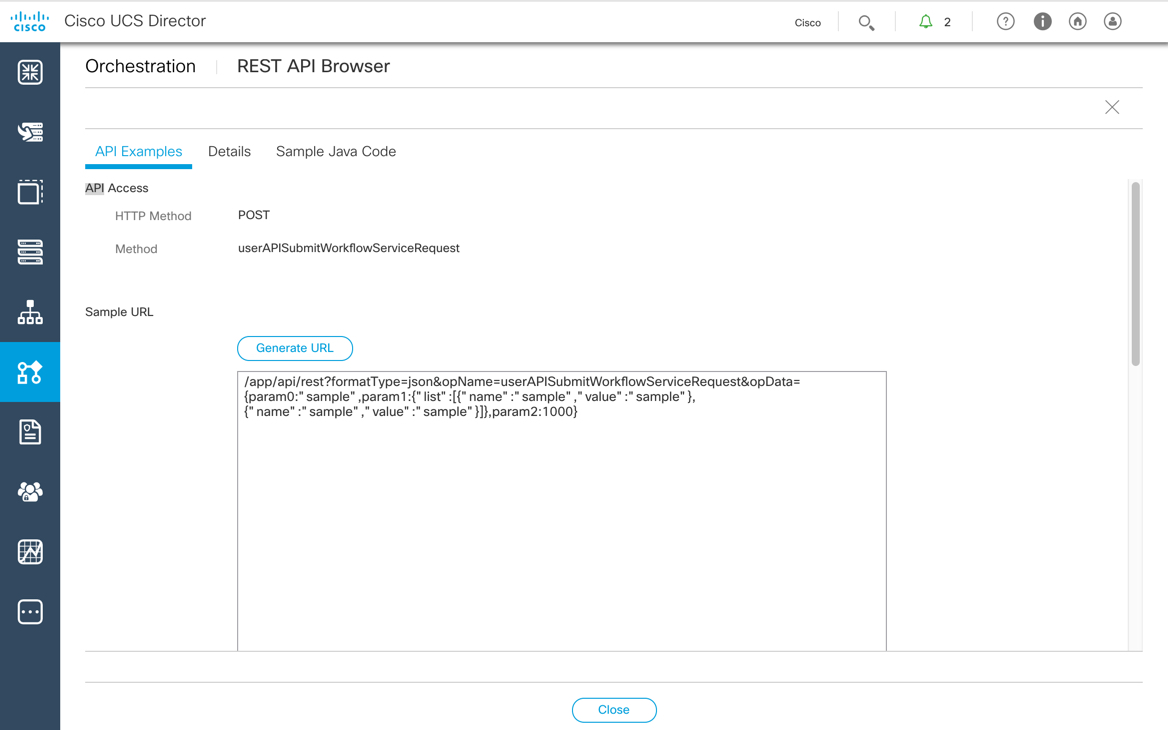 cisco
Cisco UCS Director
Cisco
2
Orchestration
REST API Browser
API Examples
Details
Sample Java Code
API Access
HTTP Method
POST
Method
userAPISubmitWorkflowServiceRequest
Sample URL
Generate URL
/app/api/rest?formatType=json&opName=userAPISubmitWorkflowServiceRequest&opData=
{param0:"sample",param1:{"list":[{"name":"sample","value":"sample"},
{"name":"sample","value":"sample"}]},param2:1000}
Close